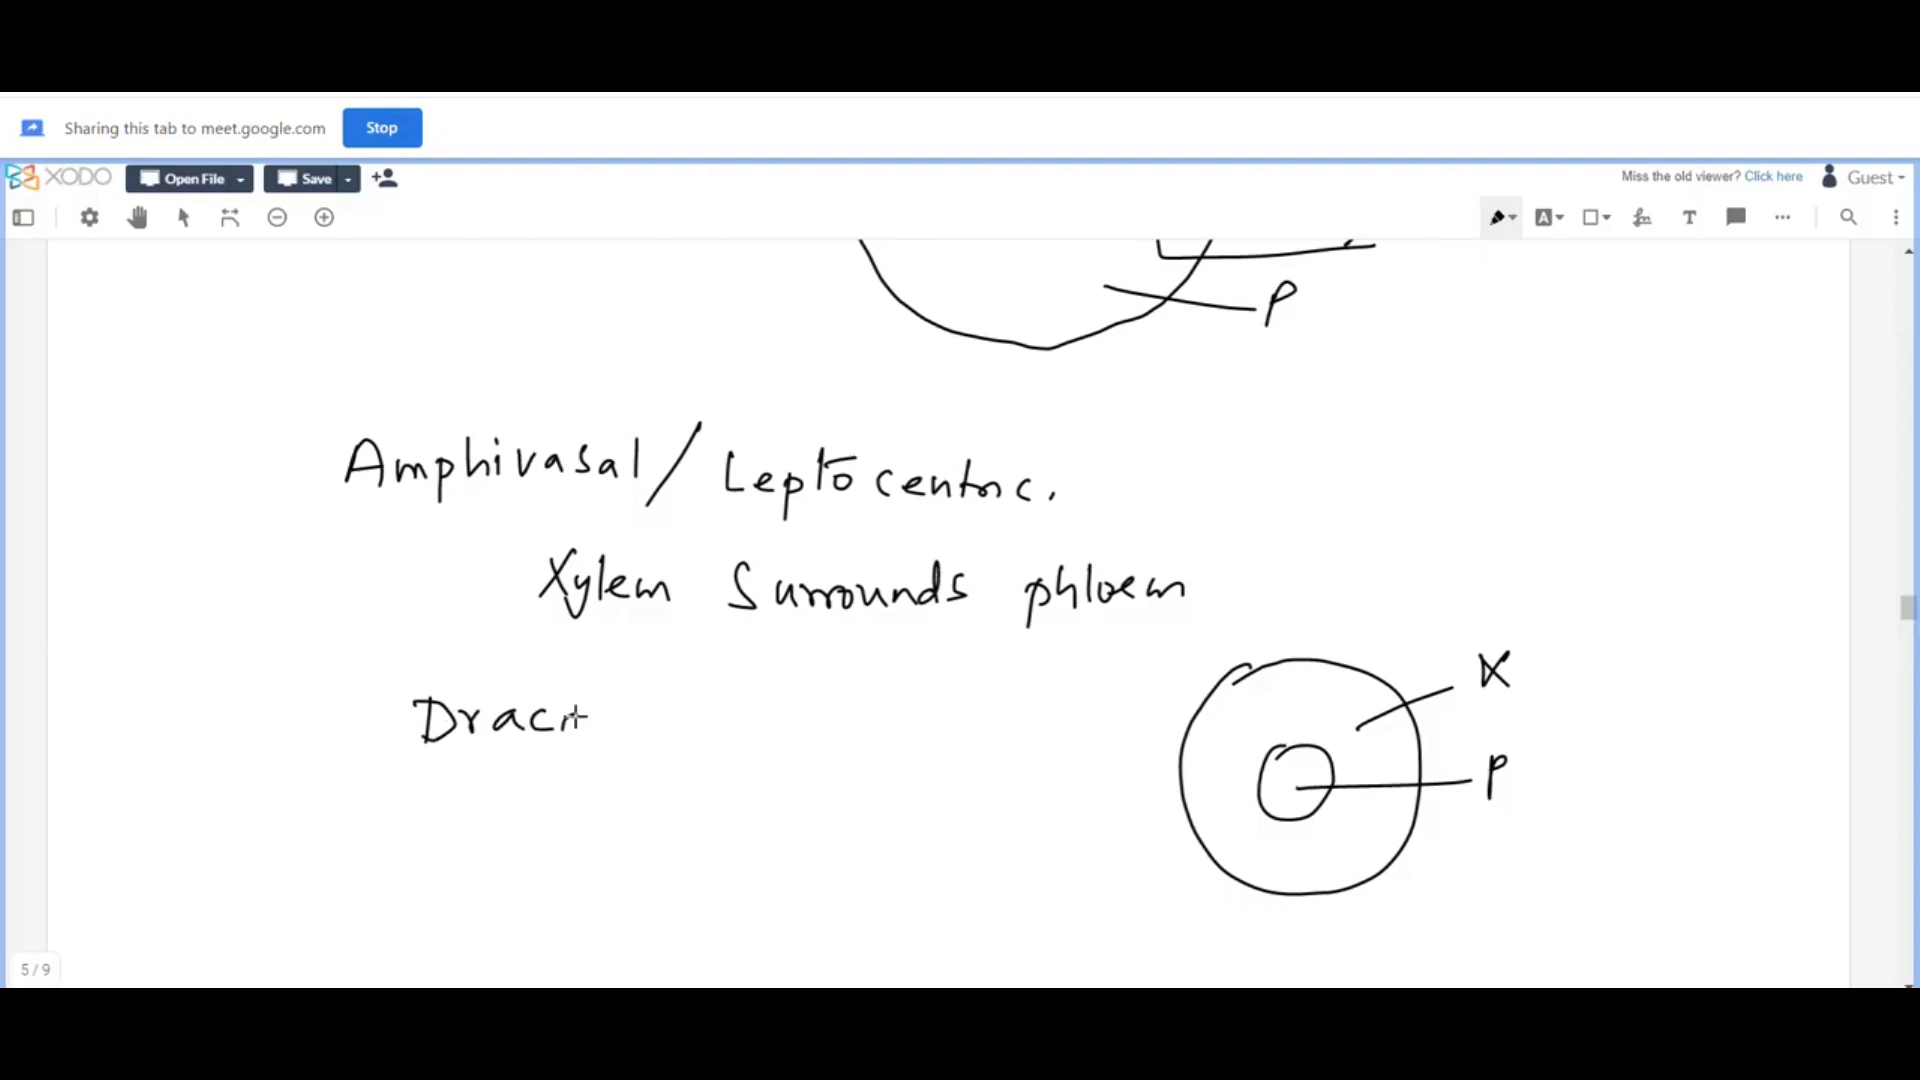 Sharing this tab to meet.google.com Stop
XODO Open File Save Miss the old viewer? Click here Guest
A T
P
Amphivasal / Leptocentric.
Xylem Surrounds phloem
X
Drac
P
5 / 9